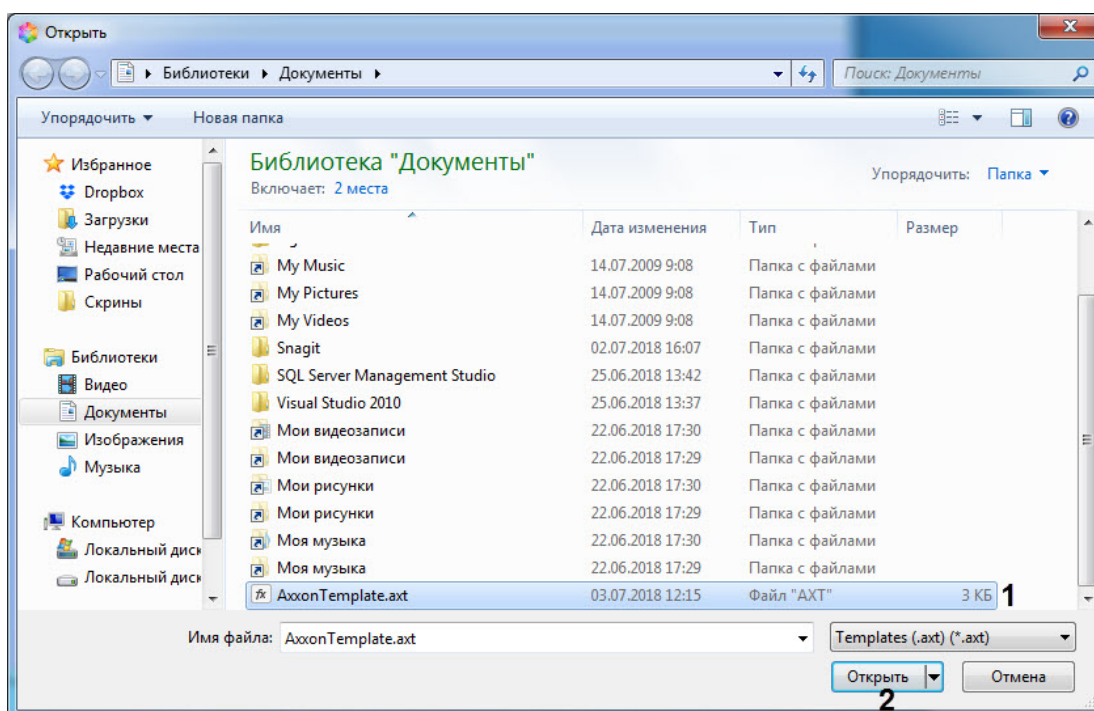 Открыть
Библиотеки Документы
Поиск: Документы
Упорядочить Новая папка
Избранное
Dropbox
Загрузки
Недавние места
Рабочий стол
Скрины
Библиотеки
Видео
Документы
Изображения
Музыка
Компьютер
Локальный диск
Локальный диск
Библиотека "Документы"
Включает: 2 места
Упорядочить: Папка
Имя Дата изменения Тип Размер
My Music 14.07.2009 9:08 Папка с файлами
My Pictures 14.07.2009 9:08 Папка с файлами
My Videos 14.07.2009 9:08 Папка с файлами
Snagit 02.07.2018 16:07 Папка с файлами
SQL Server Management Studio 25.06.2018 13:42 Папка с файлами
Visual Studio 2010 25.06.2018 13:37 Папка с файлами
Мои видеозаписи 22.06.2018 17:30 Папка с файлами
Мои видеозаписи 22.06.2018 17:29 Папка с файлами
Мои рисунки 22.06.2018 17:30 Папка с файлами
Мои рисунки 22.06.2018 17:29 Папка с файлами
Моя музыка 22.06.2018 17:30 Папка с файлами
Моя музыка 22.06.2018 17:29 Папка с файлами
AxxonTemplate.axt 03.07.2018 12:15 Файл "AXT" 3 КБ 1
Имя файла: AxxonTemplate.axt Templates (.axt) (*.axt)
Открыть Отмена
2